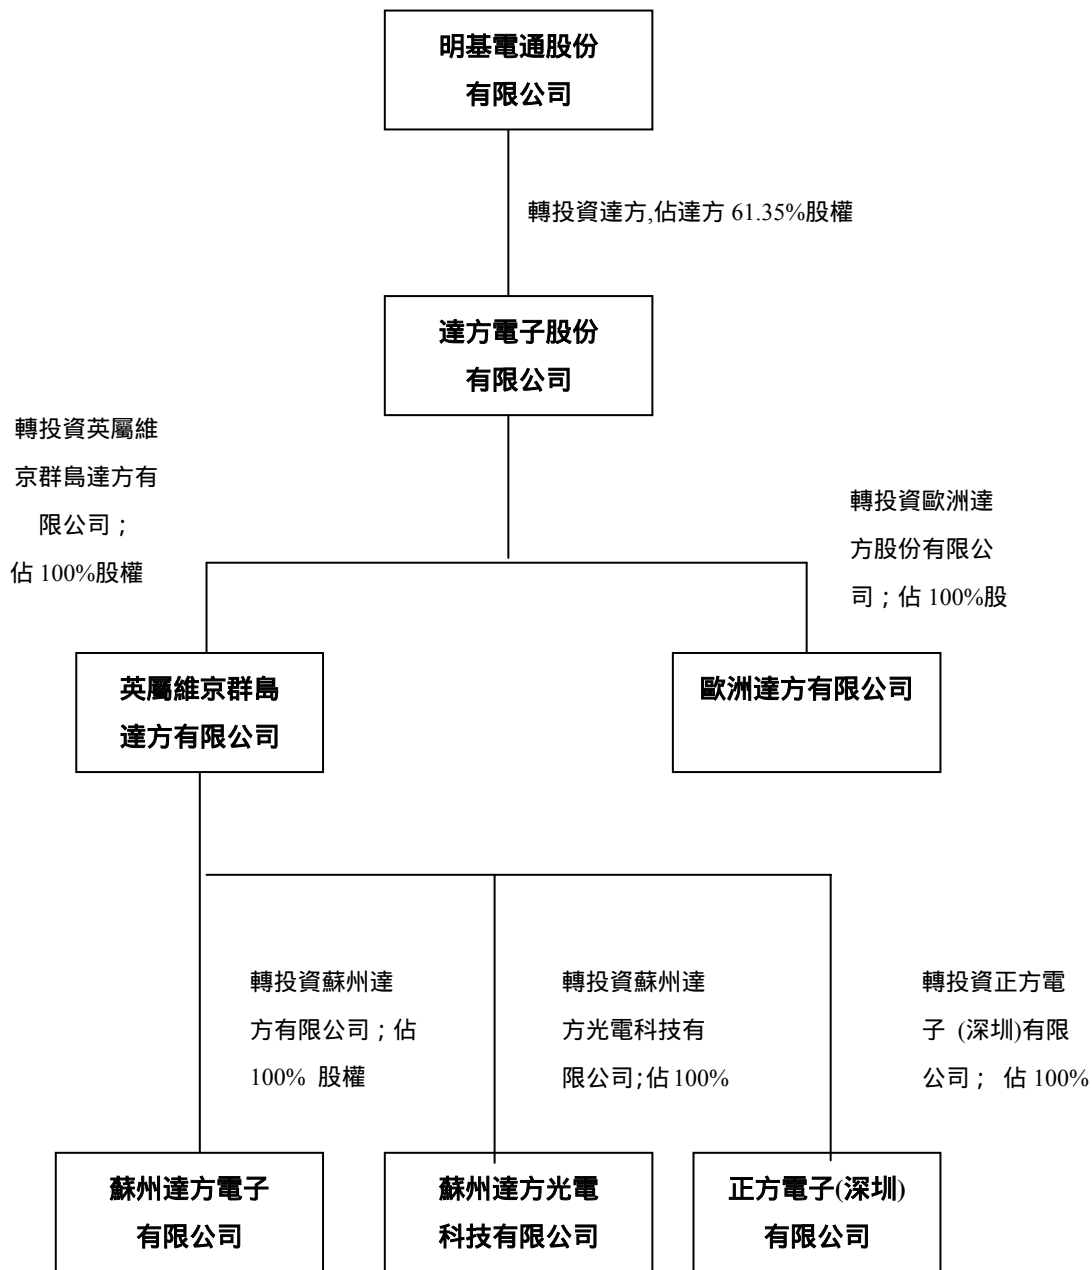 明基電通股份
有限公司
轉投資達方,佔達方 61.35%股權
達方電子股份
有限公司
轉投資英屬維
京群島達方有
限公司；
佔 100%股權
轉投資歐洲達
方股份有限公
司；佔 100%股
英屬維京群島
達方有限公司
歐洲達方有限公司
轉投資蘇州達
方有限公司；佔
100% 股權
轉投資蘇州達
方光電科技有
限公司;佔 100%
轉投資正方電
子 (深圳)有限
公司； 佔 100%
蘇州達方電子
有限公司
蘇州達方光電
科技有限公司
正方電子(深圳)
有限公司